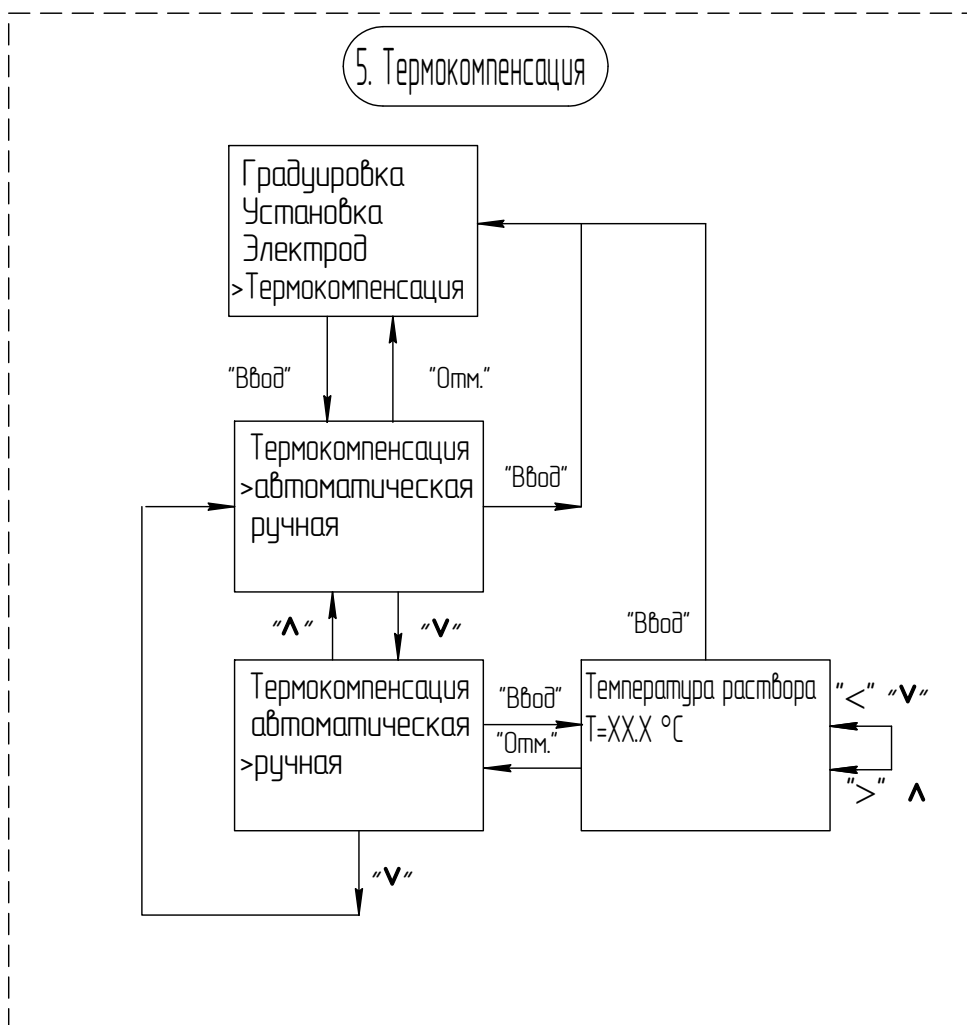 5. Термокомпенсация
Градуировка
Установка
Электрод
>Термокомпенсация
"Ввод"
"Отм."
Термокомпенсация
>автоматическая
ручная
"Ввод"
"Λ"
"V"
"Ввод"
Термокомпенсация
автоматическая
>ручная
"Ввод"
"Отм."
Температура раствора
T=XX.X °C
"<" "V"
">" Λ
"V"